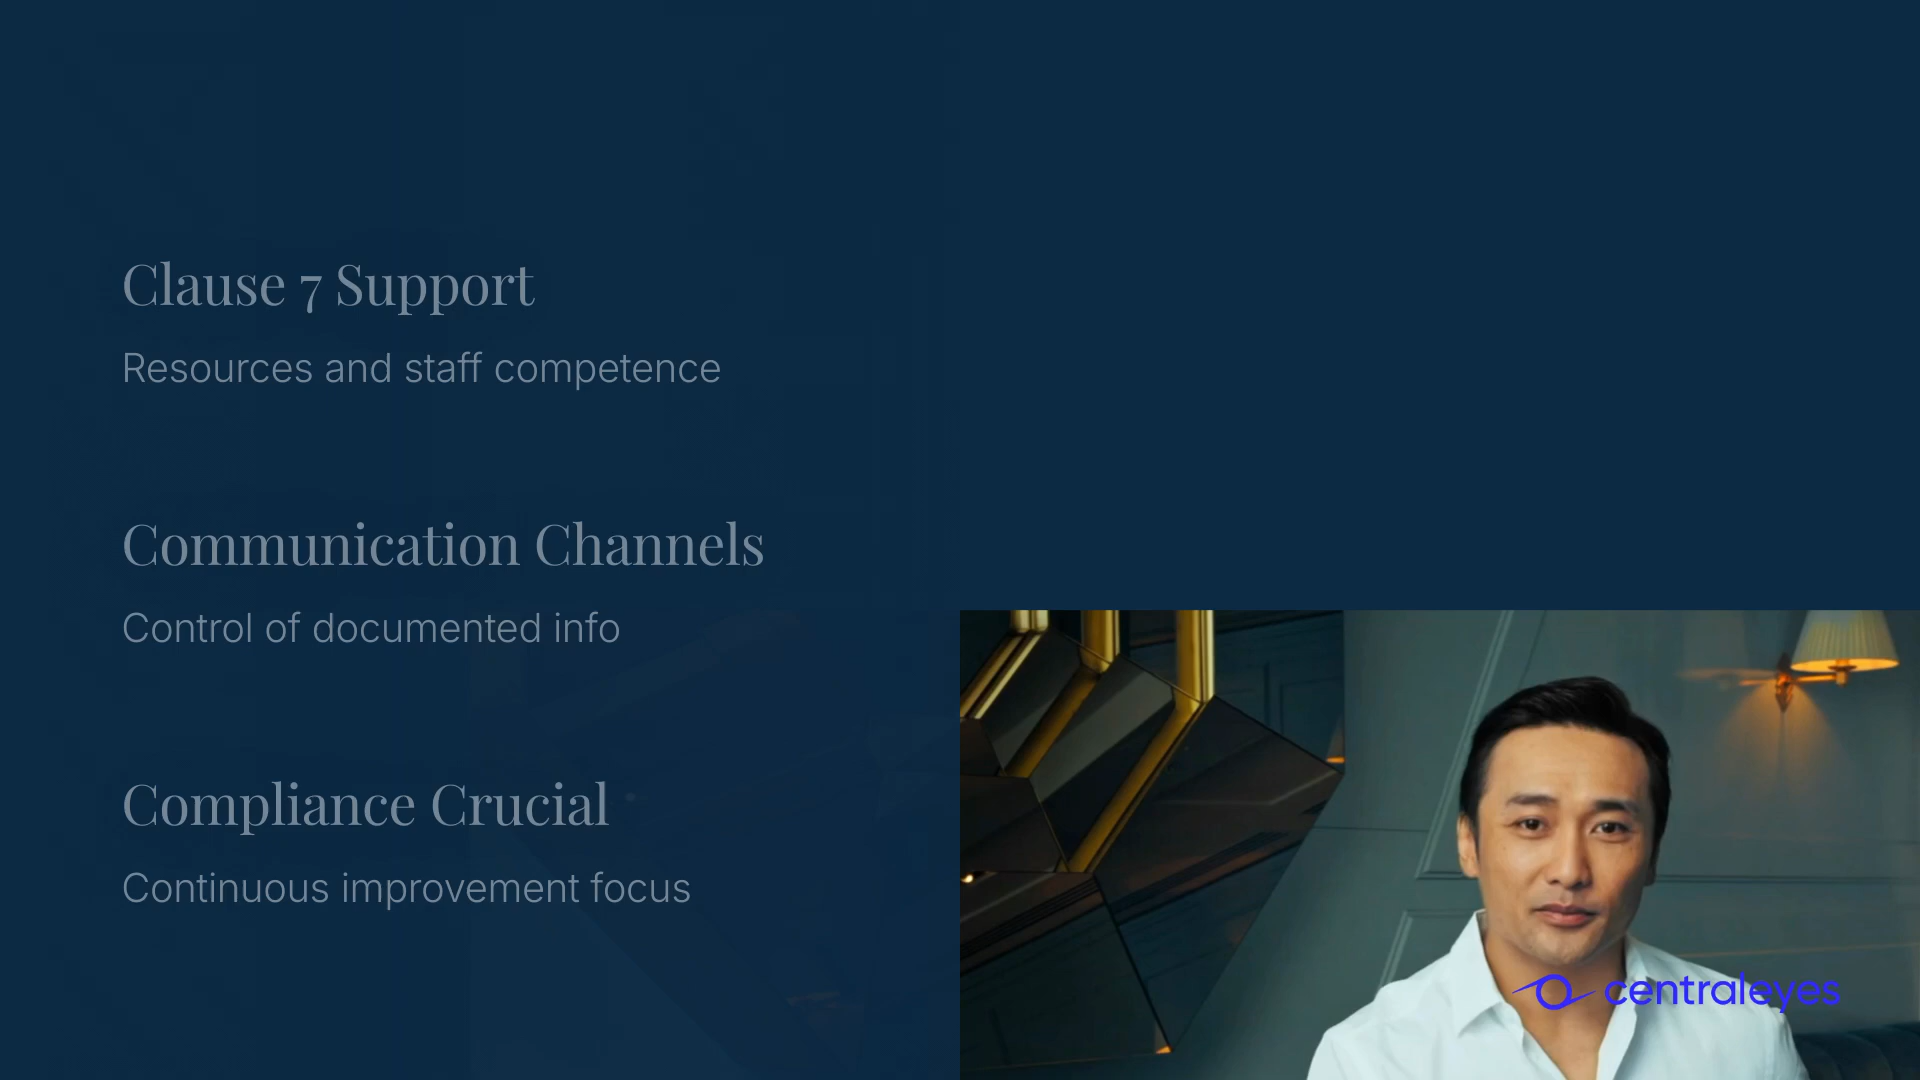 Clause 7 Support
Resources and staff competence
Communication Channels
Control of documented info
Compliance Crucial
Continuous improvement focus
centraleyes